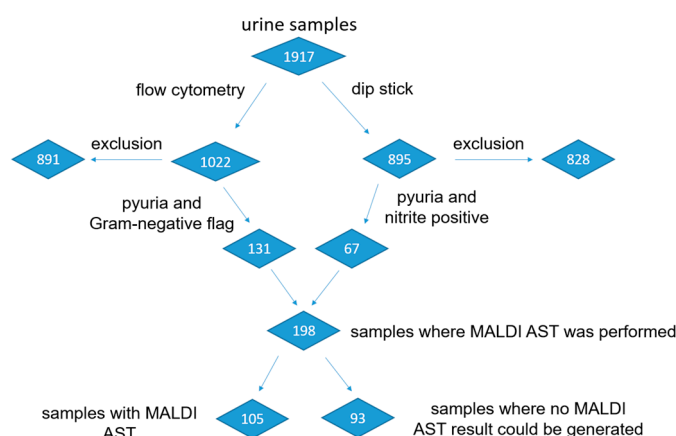 urine samples
1917
flow cytometry
dip stick
891
exclusion
1022
895
exclusion
828
pyuria and
Gram-negative flag
pyuria and
nitrite positive
131
67
198
samples where MALDI AST was performed
samples with MALDI
AST
105
93
samples where no MALDI
AST result could be generated